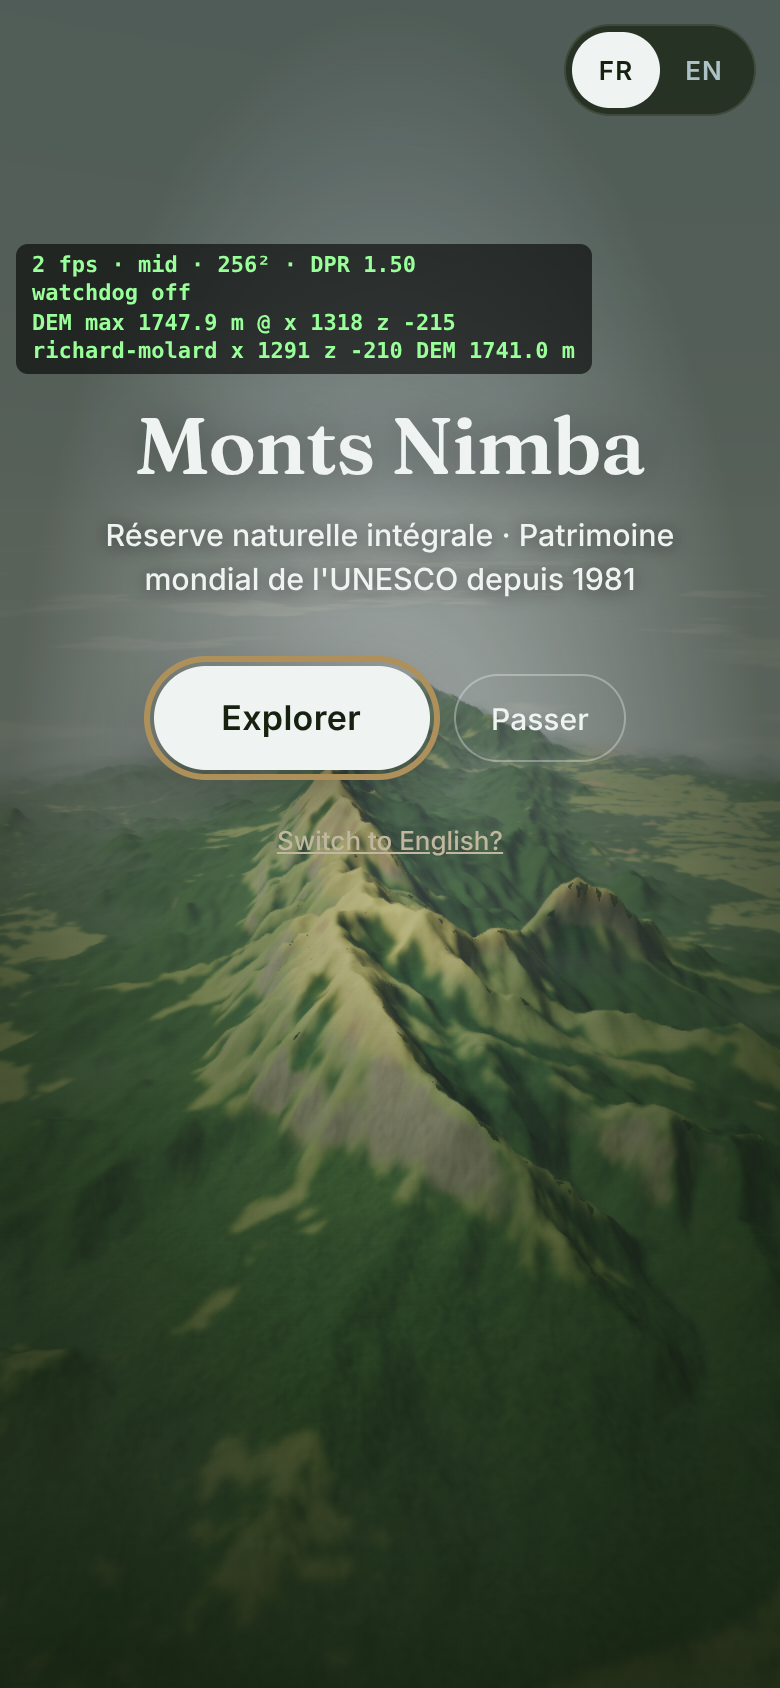 FR EN
2 fps · mid · 256² · DPR 1.50
watchdog off
DEM max 1747.9 m @ x 1318 z -215
richard-molard x 1291 z -210 DEM 1741.0 m
Monts Nimba
Réserve naturelle intégrale · Patrimoine
mondial de l'UNESCO depuis 1981
Explorer Passer
Switch to English?